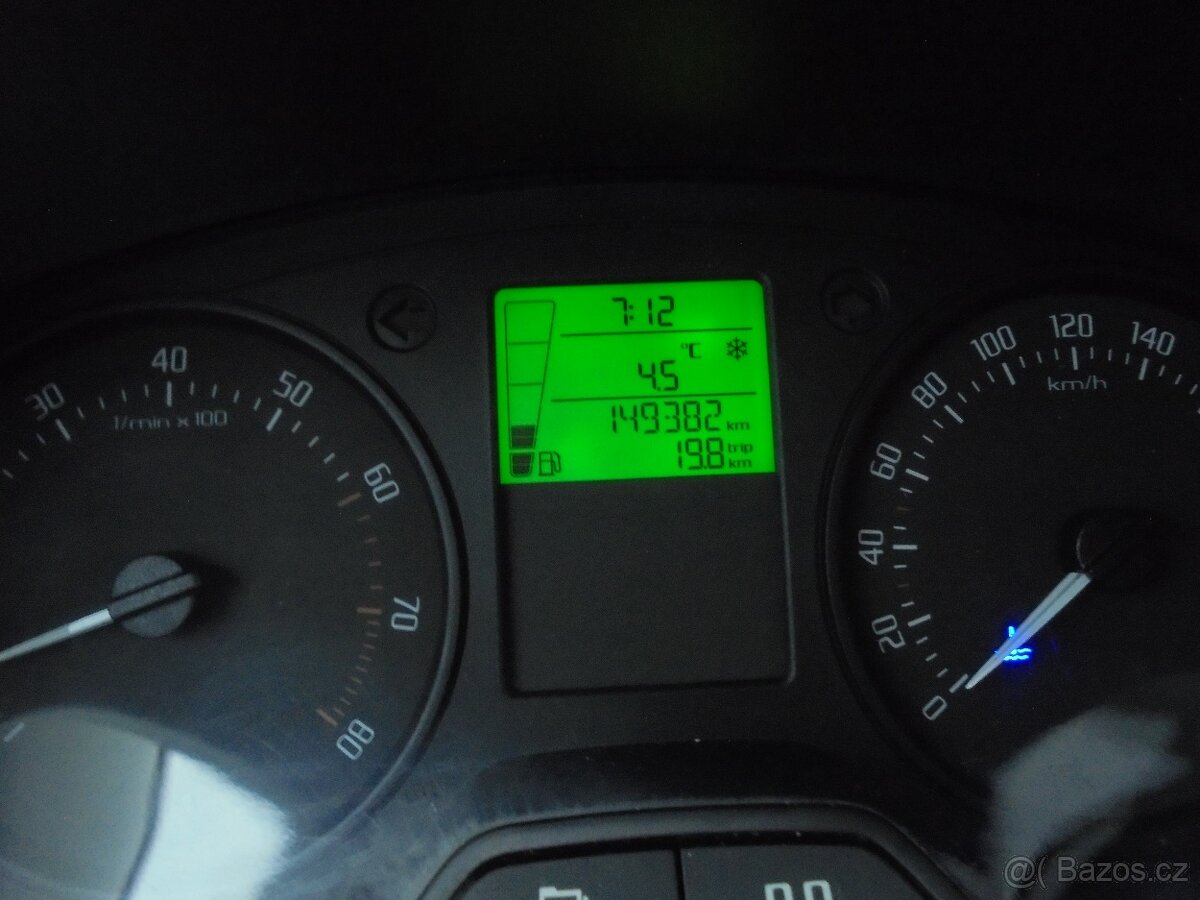 7:12
°C
4.5
149382 km
19.8 trip km
30 40 50 60 70 80
1/min x 100
0 20 40 60 80 100 120 140
km/h
@( Bazos.cz